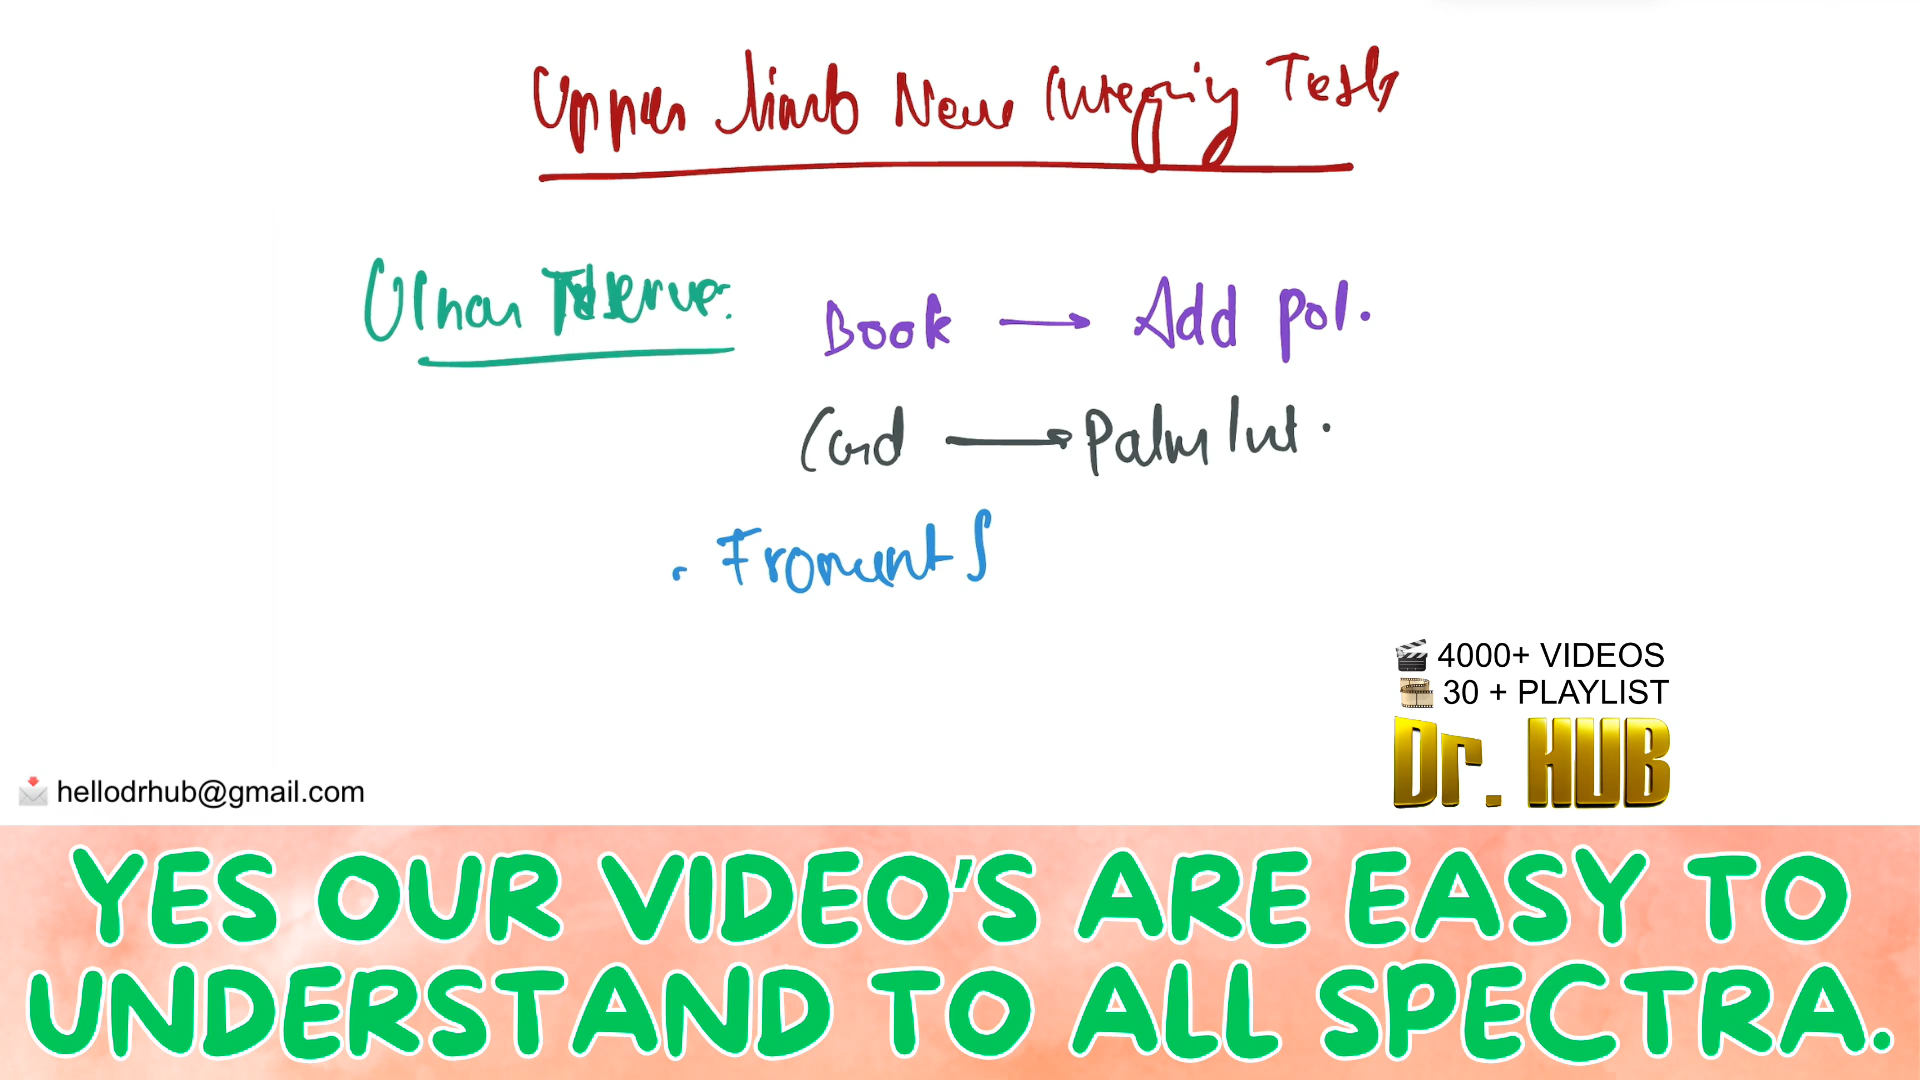 Upper limb Nerve Integrity Tests
Ulnar Nerve:
Book → Add pol.
Card → Palm Int.
. Froment S
🎬 4000+ VIDEOS
🎞 30 + PLAYLIST
Dr. HUB
📩 hellodrhub@gmail.com
YES OUR VIDEO'S ARE EASY TO
UNDERSTAND TO ALL SPECTRA.